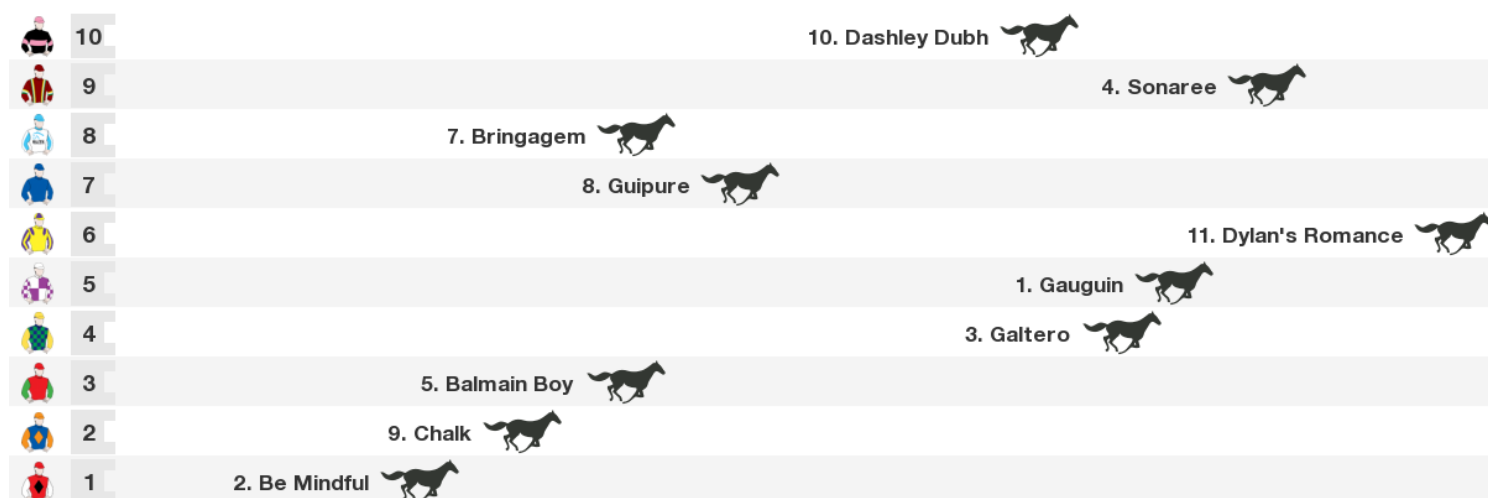 10 10. Dashley Dubh
9 4. Sonaree
8 7. Bringagem
7 8. Guipure
6 11. Dylan's Romance
5 1. Gauguin
4 3. Galtero
3 5. Balmain Boy
2 9. Chalk
1 2. Be Mindful